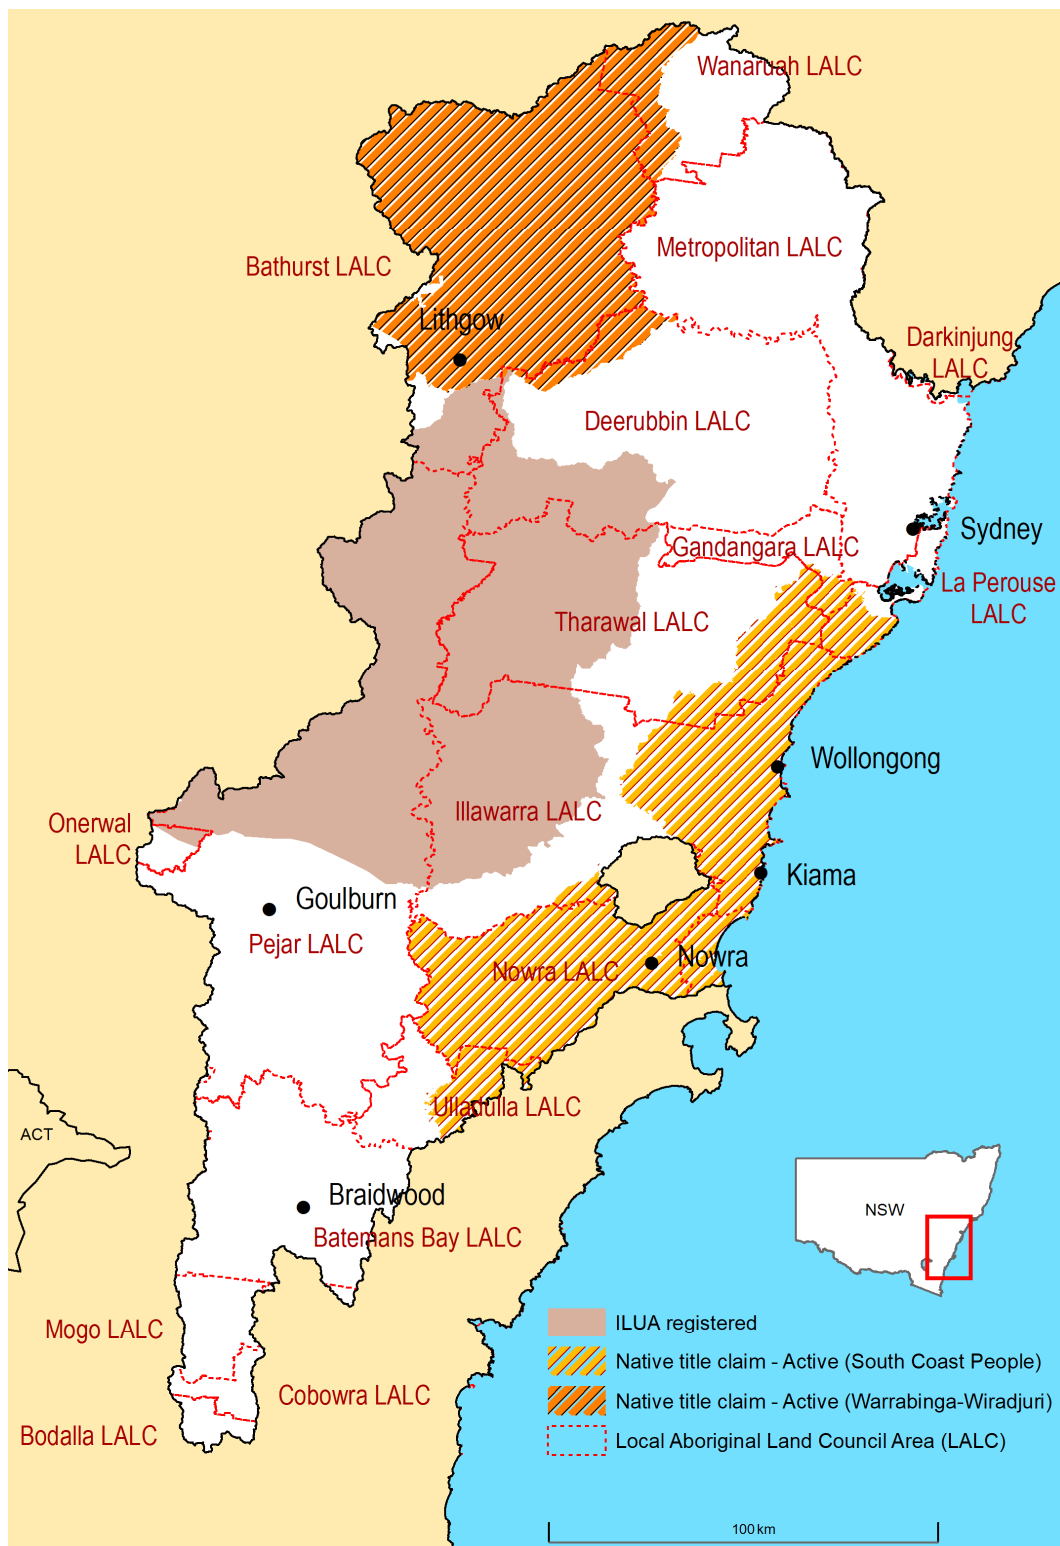 Wanaruah LALC
Metropolitan LALC
Bathurst LALC
Lithgow
Darkinjung
LALC
Deerubbin LALC
Sydney
Gandangara LALC
La Perouse
LALC
Tharawal LALC
Wollongong
Illawarra LALC
Onerwal
LALC
Kiama
Goulburn
Pejar LALC
Nowra
Nowra LALC
Ulladulla LALC
ACT
Braidwood
NSW
Batemans Bay LALC
Mogo LALC
Cobowra LALC
Bodalla LALC
ILUA registered
Native title claim - Active (South Coast People)
Native title claim - Active (Warrabinga-Wiradjuri)
Local Aboriginal Land Council Area (LALC)
100 km